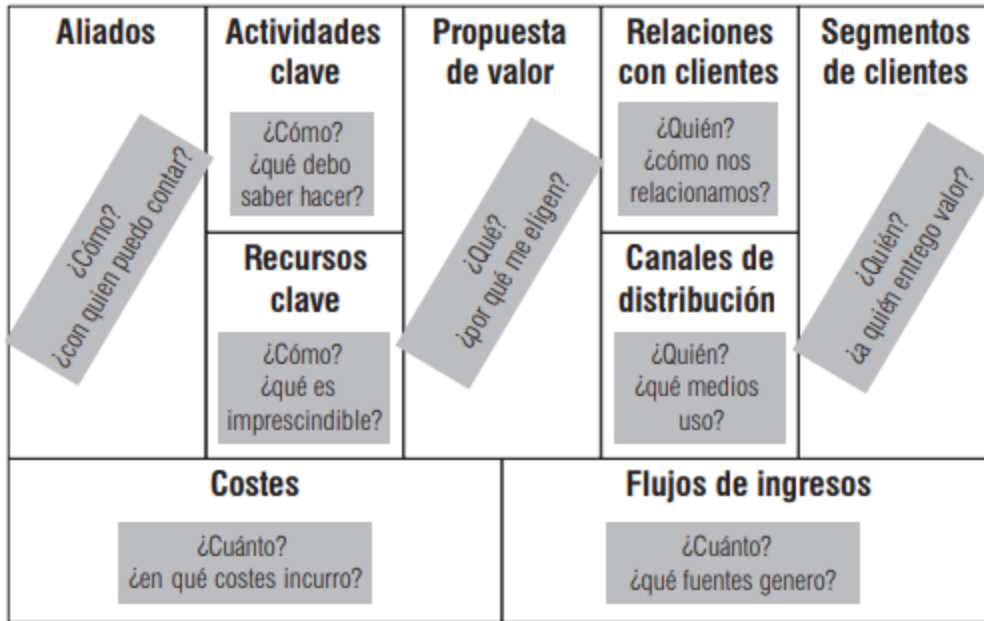 Aliados
¿Cómo?
¿con quien puedo contar?
Actividades
clave
¿Cómo?
¿qué debo
saber hacer?
Recursos
clave
¿Cómo?
¿qué es
imprescindible?
Propuesta
de valor
¿Qué?
¿por qué me eligen?
Relaciones
con clientes
¿Quién?
¿cómo nos
relacionamos?
Canales de
distribución
¿Quién?
¿qué medios
uso?
Segmentos
de clientes
¿Quién?
¿a quién entrego valor?
Costes
¿Cuánto?
¿en qué costes incurro?
Flujos de ingresos
¿Cuánto?
¿qué fuentes genero?